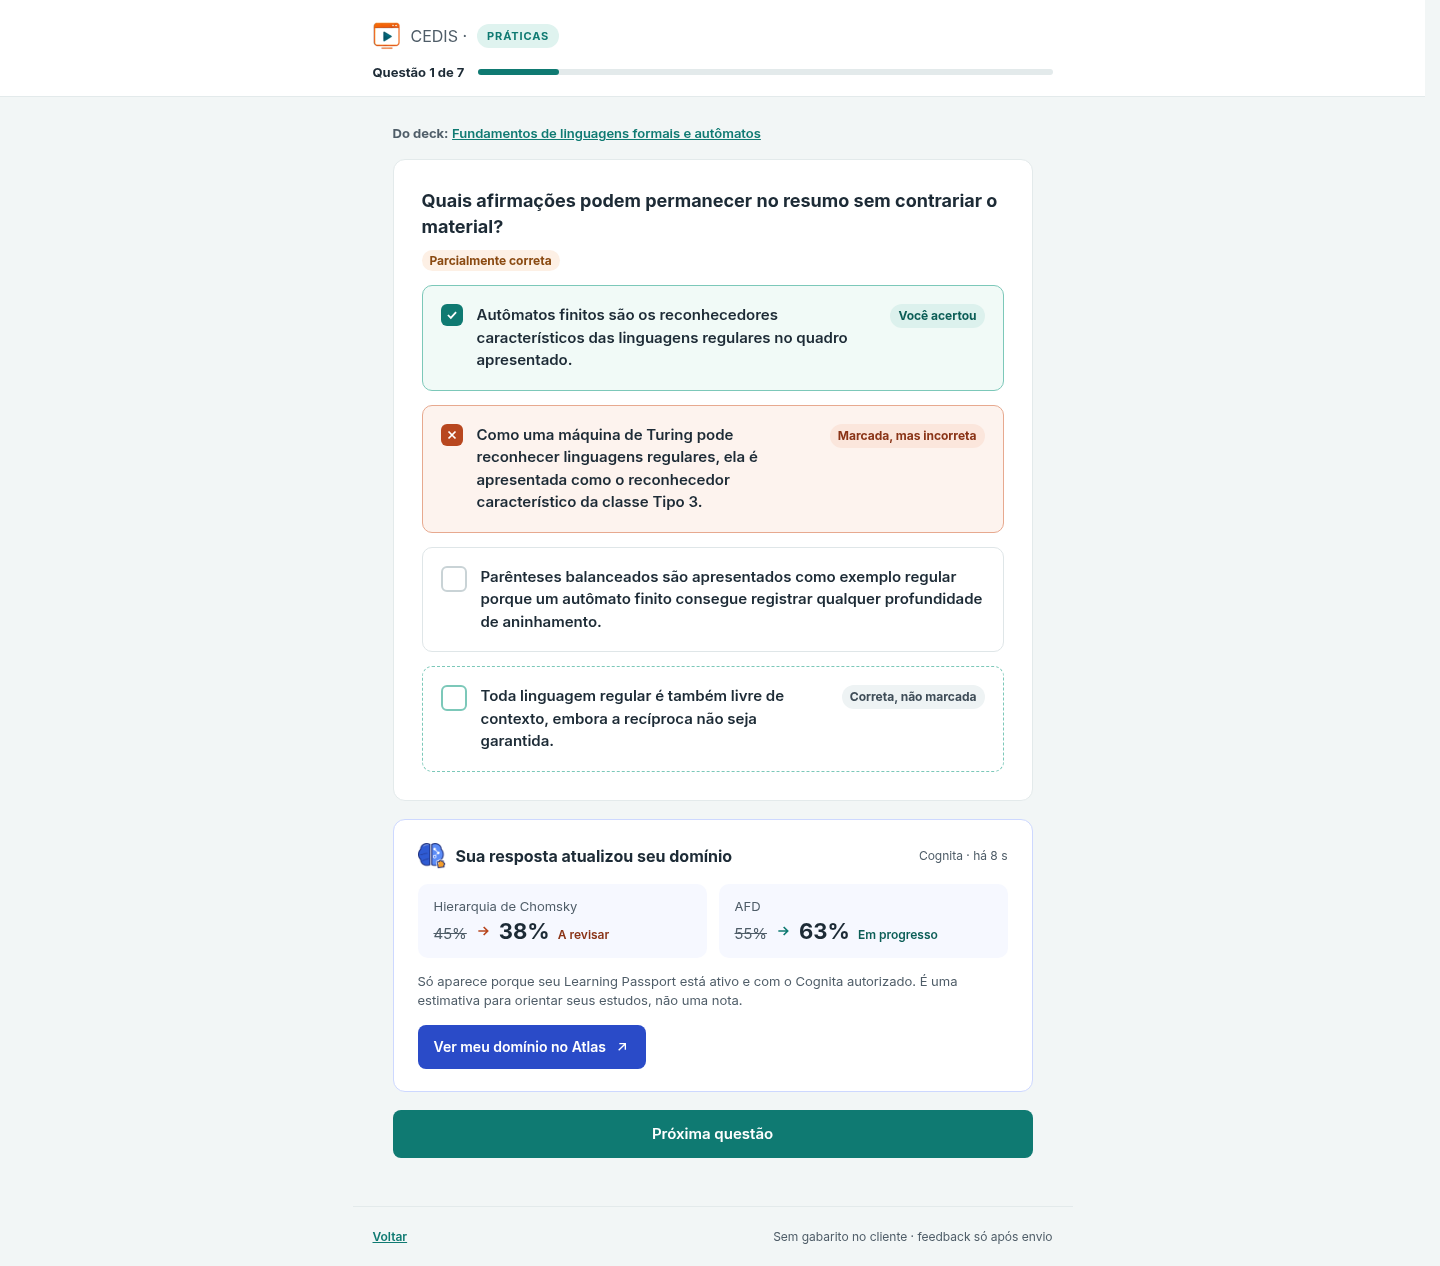 CEDIS · PRÁTICAS
Questão 1 de 7
Do deck: Fundamentos de linguagens formais e autômatos
Quais afirmações podem permanecer no resumo sem contrariar o
material?
Parcialmente correta
Autômatos finitos são os reconhecedores
característicos das linguagens regulares no quadro
apresentado.
Você acertou
Como uma máquina de Turing pode
reconhecer linguagens regulares, ela é
apresentada como o reconhecedor
característico da classe Tipo 3.
Marcada, mas incorreta
Parênteses balanceados são apresentados como exemplo regular
porque um autômato finito consegue registrar qualquer profundidade
de aninhamento.
Toda linguagem regular é também livre de
contexto, embora a recíproca não seja
garantida.
Correta, não marcada
Sua resposta atualizou seu domínio
Cognita · há 8 s
Hierarquia de Chomsky
45% → 38% A revisar
AFD
55% → 63% Em progresso
Só aparece porque seu Learning Passport está ativo e com o Cognita autorizado. É uma
estimativa para orientar seus estudos, não uma nota.
Ver meu domínio no Atlas
Próxima questão
Voltar
Sem gabarito no cliente · feedback só após envio